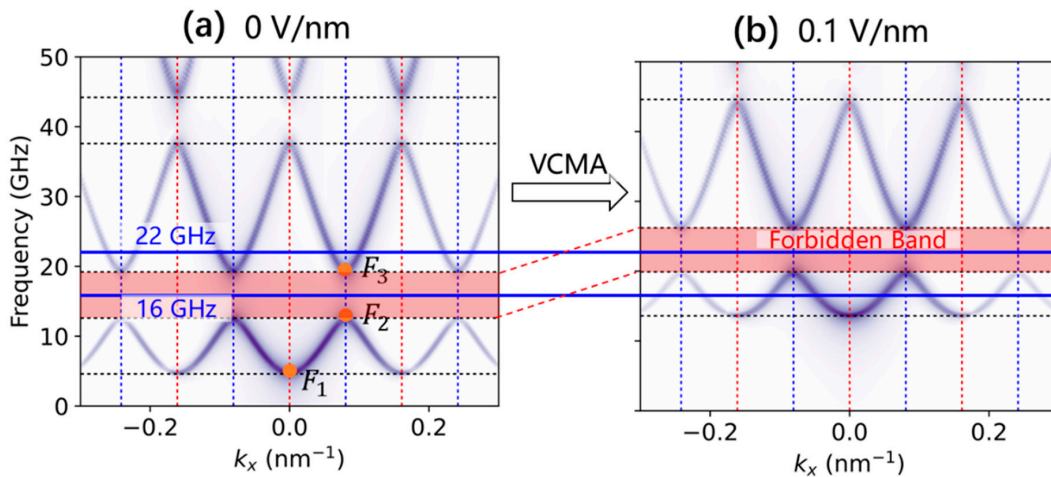 (a) 0 V/nm
(b) 0.1 V/nm
50
40
30
20
10
0
Frequency (GHz)
22 GHz
16 GHz
F₃
F₂
F₁
VCMA
Forbidden Band
−0.2
0.0
0.2
−0.2
0.0
0.2
kₓ (nm⁻¹)
kₓ (nm⁻¹)